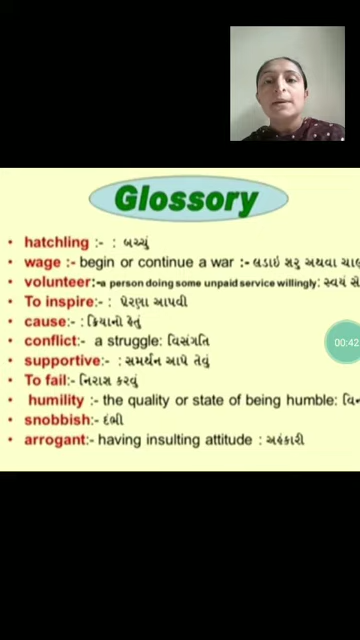 Glossory
• hatchling :- : બચ્ચું
• wage :- begin or continue a war :- લડાઇ સરુ અથવા ચાલ
• volunteer:-a person doing some unpaid service willingly: સ્વયં સે
• To inspire:- : પ્રેરણા આપવી
• cause:- : ક્રિયાનો હેતું
00:42
• conflict:- a struggle: વિસંગતિ
• supportive:- : સમર્થન આપે તેવું
• To fail:- નિરાસ કરવું
• humility :- the quality or state of being humble: વિન
• snobbish:- દંભી
• arrogant:- having insulting attitude : અહંકારી